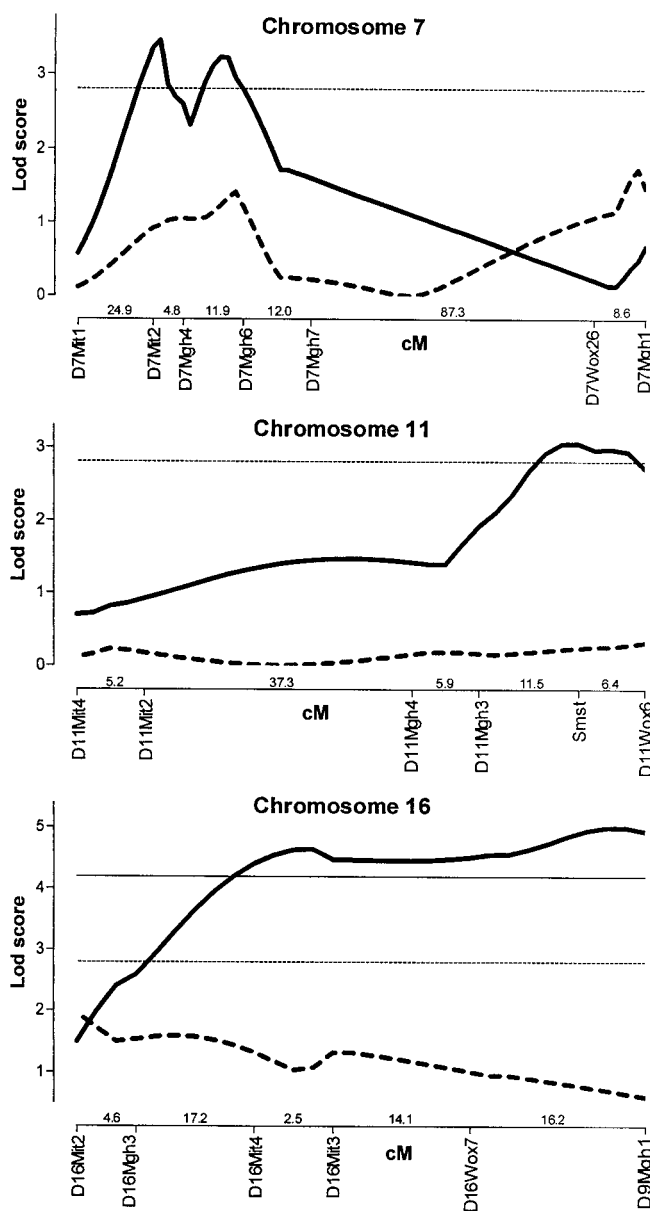 Chromosome 7
Lod score
3
2
1
0
24.9 4.8 11.9 12.0 87.3 8.6
cM
D7Mit1 D7Mit2 D7Mgh4 D7Mgh6 D7Mgh7 D7Wox26 D7Mgh1
Chromosome 11
Lod score
3
2
1
0
5.2 37.3 5.9 11.5 6.4
cM
D11Mit4 D11Mit2 D11Mgh4 D11Mgh3 Smst D11Wox6
Chromosome 16
Lod score
5
4
3
2
1
4.6 17.2 2.5 14.1 16.2
cM
D16Mit2 D16Mgh3 D16Mit4 D16Mit3 D16Wox7 D9Mgh1